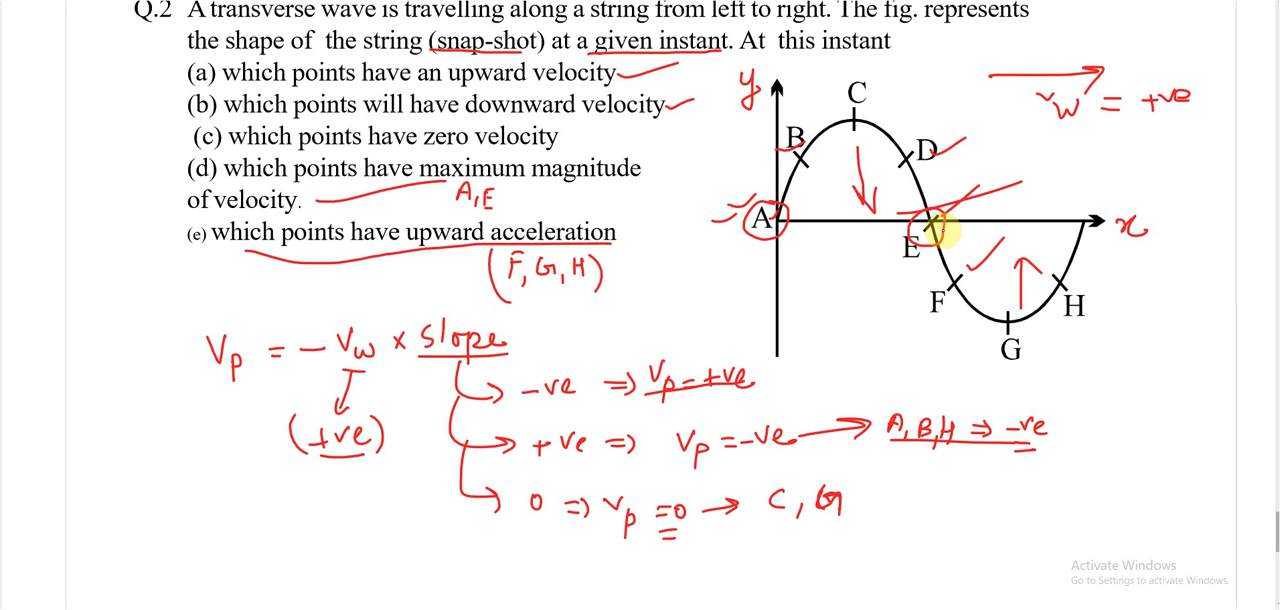 Q.2 A transverse wave is travelling along a string from left to right. The fig. represents
the shape of the string (snap-shot) at a given instant. At this instant
(a) which points have an upward velocity
(b) which points will have downward velocity
(c) which points have zero velocity
(d) which points have maximum magnitude
of velocity.
A, E
(e) which points have upward acceleration
(F, G, H)
y
C
B
D
A
E
x
F
H
G
Vw = +ve
Vp = - Vw × slope
(+ve)
-ve ⇒ Vp = +ve
+ve ⇒ Vp = -ve → A, B, H ⇒ -ve
0 ⇒ Vp = 0 → C, G
Activate Windows
Go to Settings to activate Windows.